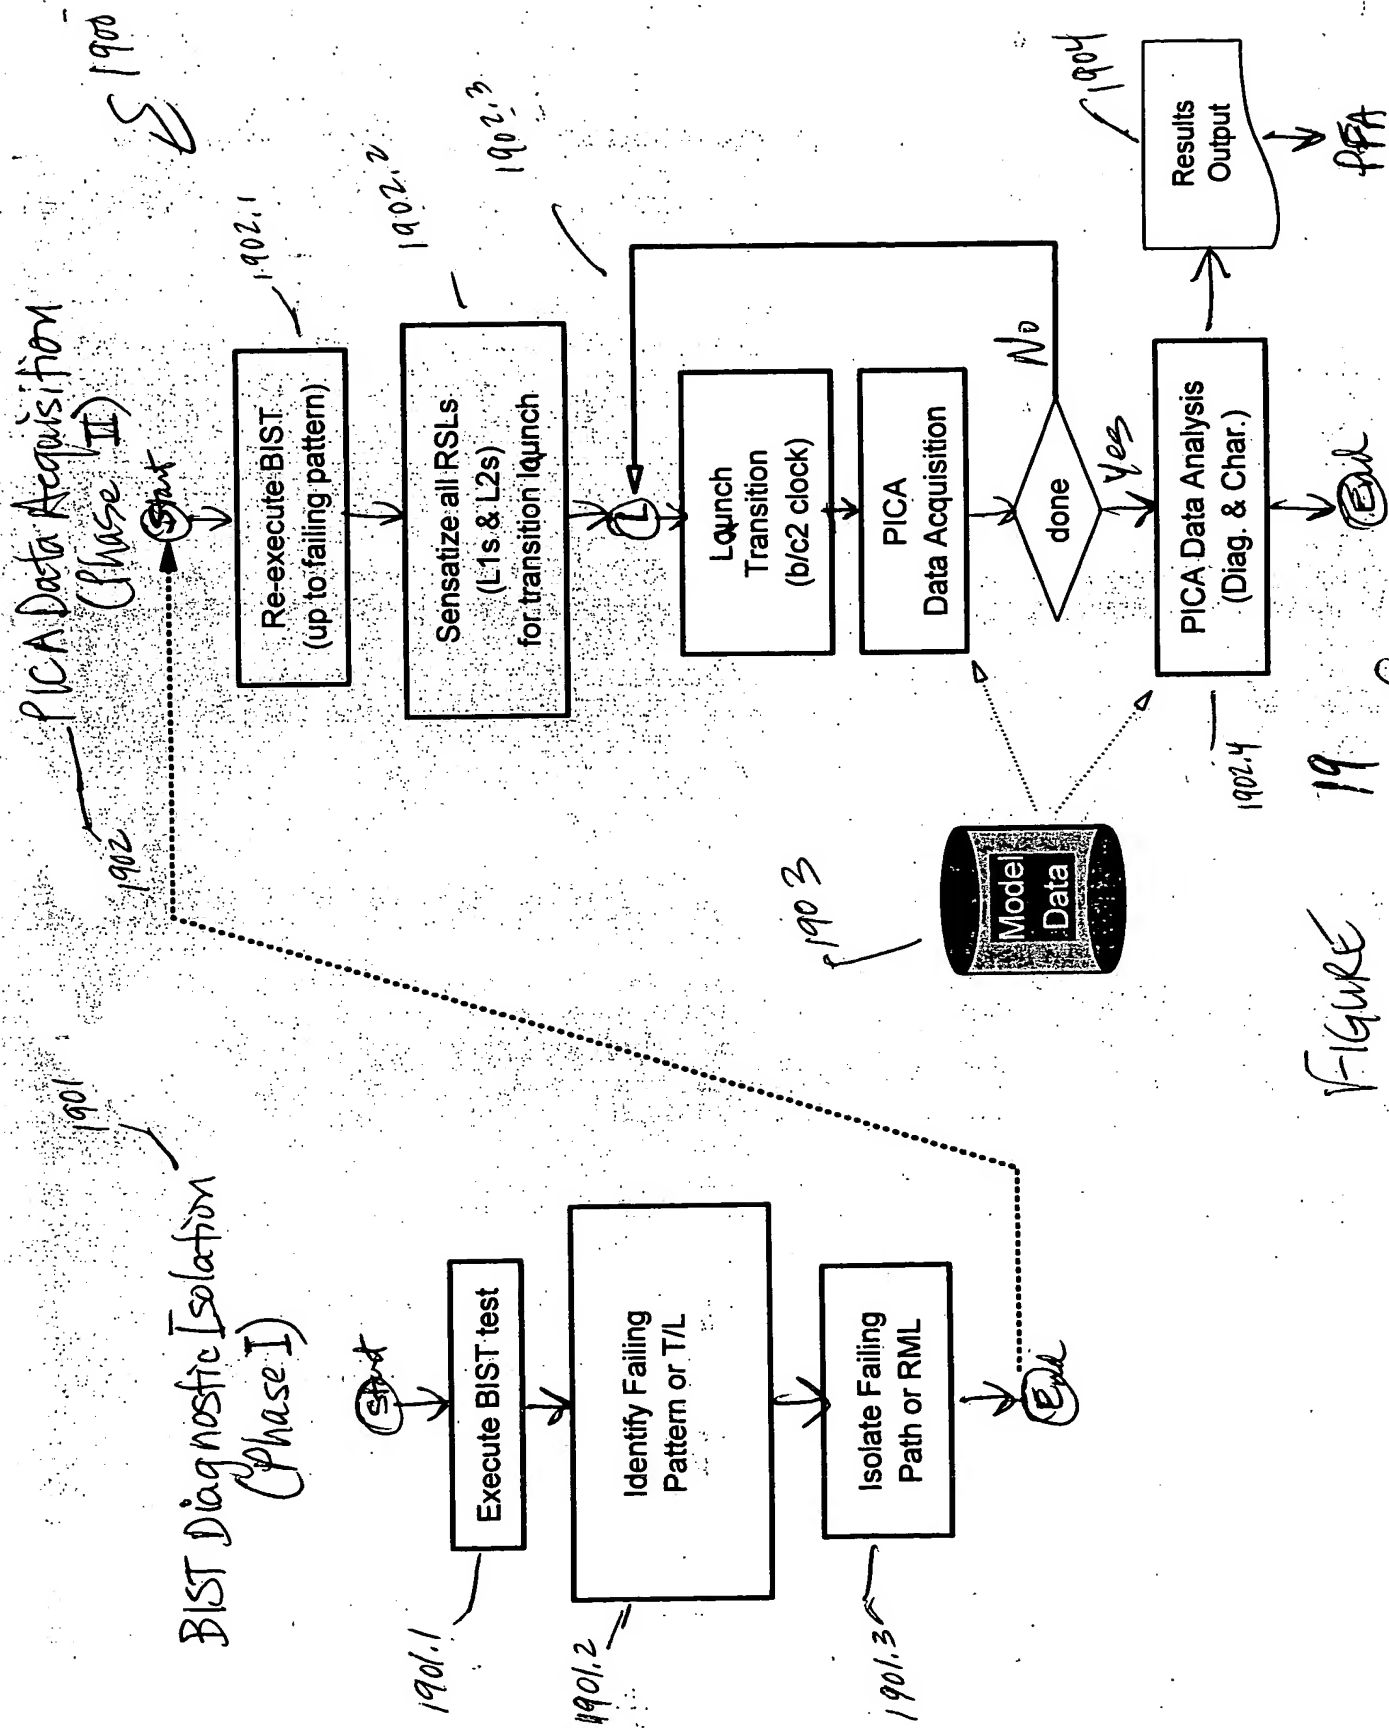 1900
BIST Diagnostic Isolation
(Phase I)
1901
Start
Execute BIST test
1901.1
Identify Failing
Pattern or T/L
1901.2
Isolate Failing
Path or RML
1901.3
End
PICA Data Acquisition
(Phase II)
1902
Start
Re-execute BIST
(up to failing pattern)
1902.1
Sensatize all RSLs
(L1s & L2s)
for transition launch
1902.2
L
1902.3
Launch
Transition
(b/c2 clock)
PICA
Data Acquisition
done
No
Yes
PICA Data Analysis
(Diag. & Char.)
1902.4
End
Model
Data
1903
Results
Output
1904
PFA
FIGURE 19